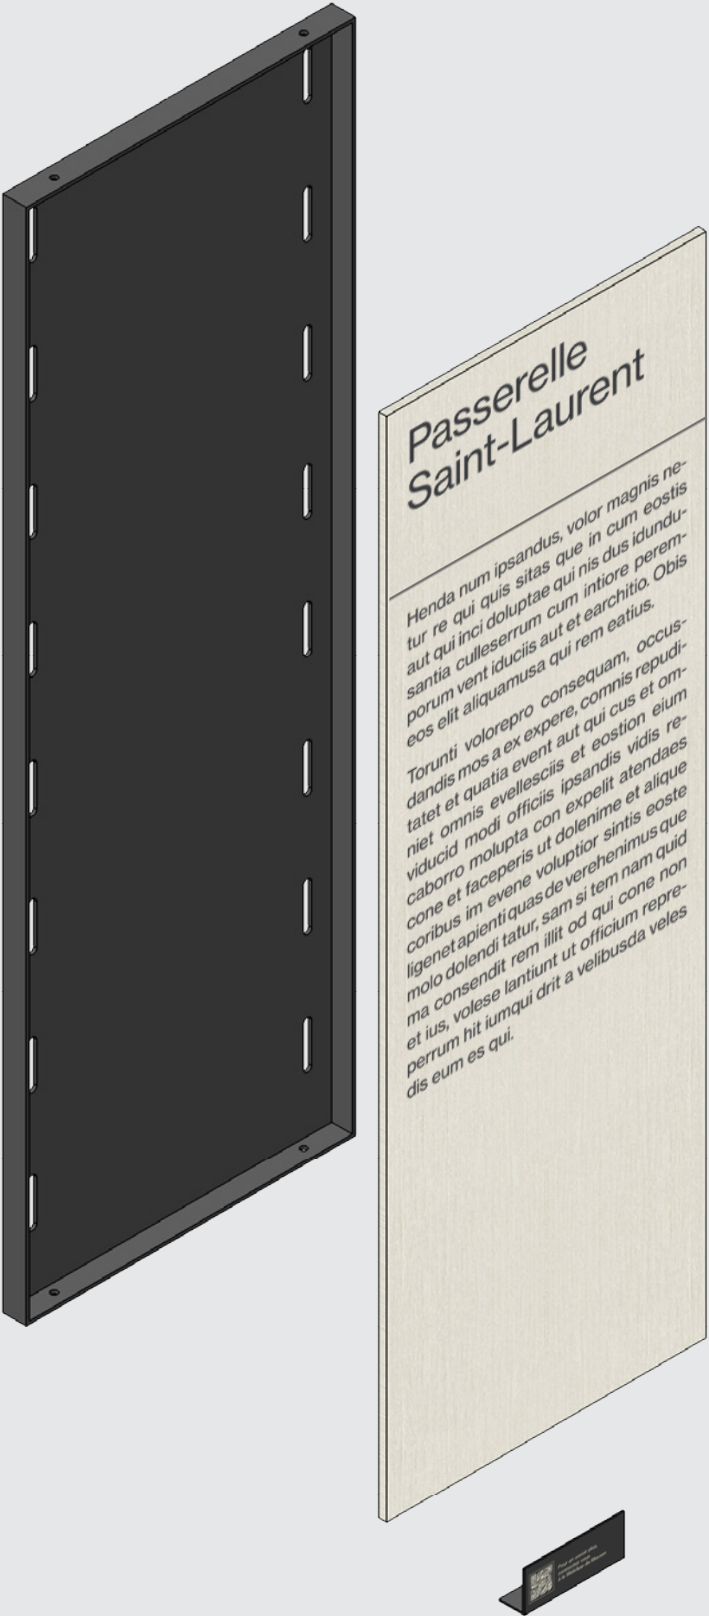 Passerelle
Saint-Laurent
Henda num ipsandus, volor magnis ne-
tur re qui quis sitas que in cum eostis
aut qui inci doluptae qui nis dus idundu-
santia culleserrum cum intiore perem-
porum vent iduciis aut et earchitio. Obis
eos elit aliquamusa qui rem eatius.
Torunti volorepro consequam, occus-
dandis mos a ex expere, comnis repudi-
tatet et quatia event aut qui cus et om-
niet omnis evellesciis et eostion eium
viducid modi officiis ipsandis vidis re-
caborro molupta con expelit atendaes
cone et faceperis ut dolenime et alique
coribus im evene voluptior sintis eoste
ligenet apienti quas de verehenimus que
molo dolendi tatur, sam si tem nam quid
ma consendit rem illit od qui cone non
et ius, volese lantiunt ut officium repre-
perrum hit iumqui drit a velibusda veles
dis eum es qui.